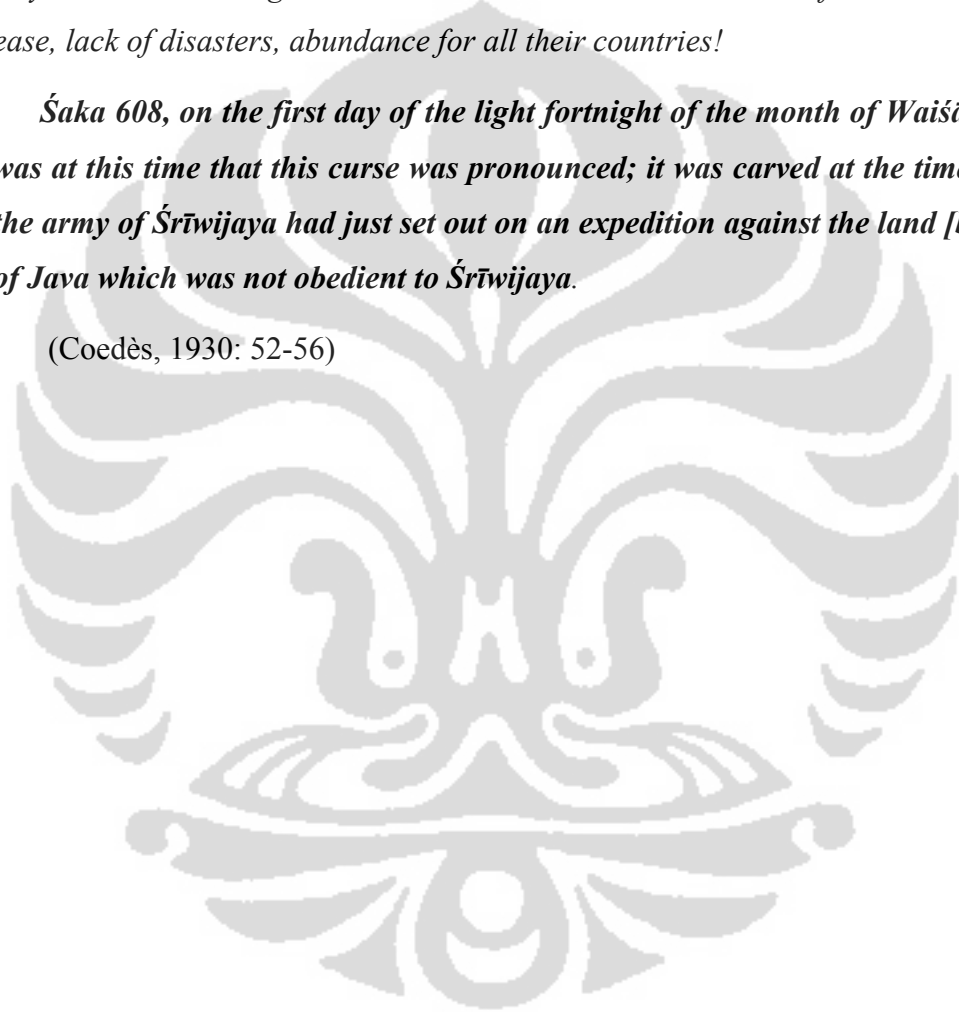 ease, lack of disasters, abundance for all their countries!
Śaka 608, on the first day of the light fortnight of the month of
was at this time that this curse was pronounced; it was carved at the time
the army of Śrīwijaya had just set out on an expedition against the land
of Java which was not obedient to Śrīwijaya.
(Coedès, 1930: 52-56)